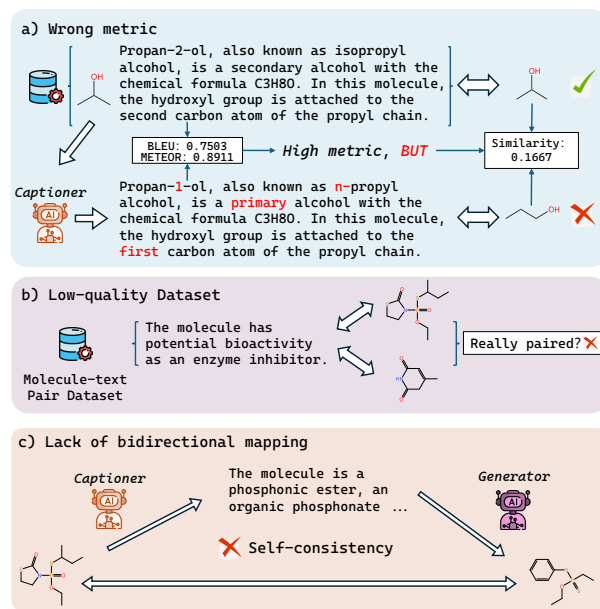 a) Wrong metric
Propan-2-ol, also known as isopropyl
alcohol, is a secondary alcohol with the
chemical formula C3H8O. In this molecule,
the hydroxyl group is attached to the
second carbon atom of the propyl chain.
OH
OH
BLEU: 0.7503
METEOR: 0.8911
High metric, BUT
Similarity:
0.1667
Captioner
AI
Propan-1-ol, also known as n-propyl
alcohol, is a primary alcohol with the
chemical formula C3H8O. In this molecule,
the hydroxyl group is attached to the
first carbon atom of the propyl chain.
OH
b) Low-quality Dataset
Molecule-text
Pair Dataset
The molecule has
potential bioactivity
as an enzyme inhibitor.
O
S
S
N
P
O
O
O
HN
O
Really paired?
c) Lack of bidirectional mapping
Captioner
AI
The molecule is a
phosphonic ester, an
organic phosphonate ...
Generator
AI
Self-consistency
O
S
S
N
P
O
O
S
P
O
S